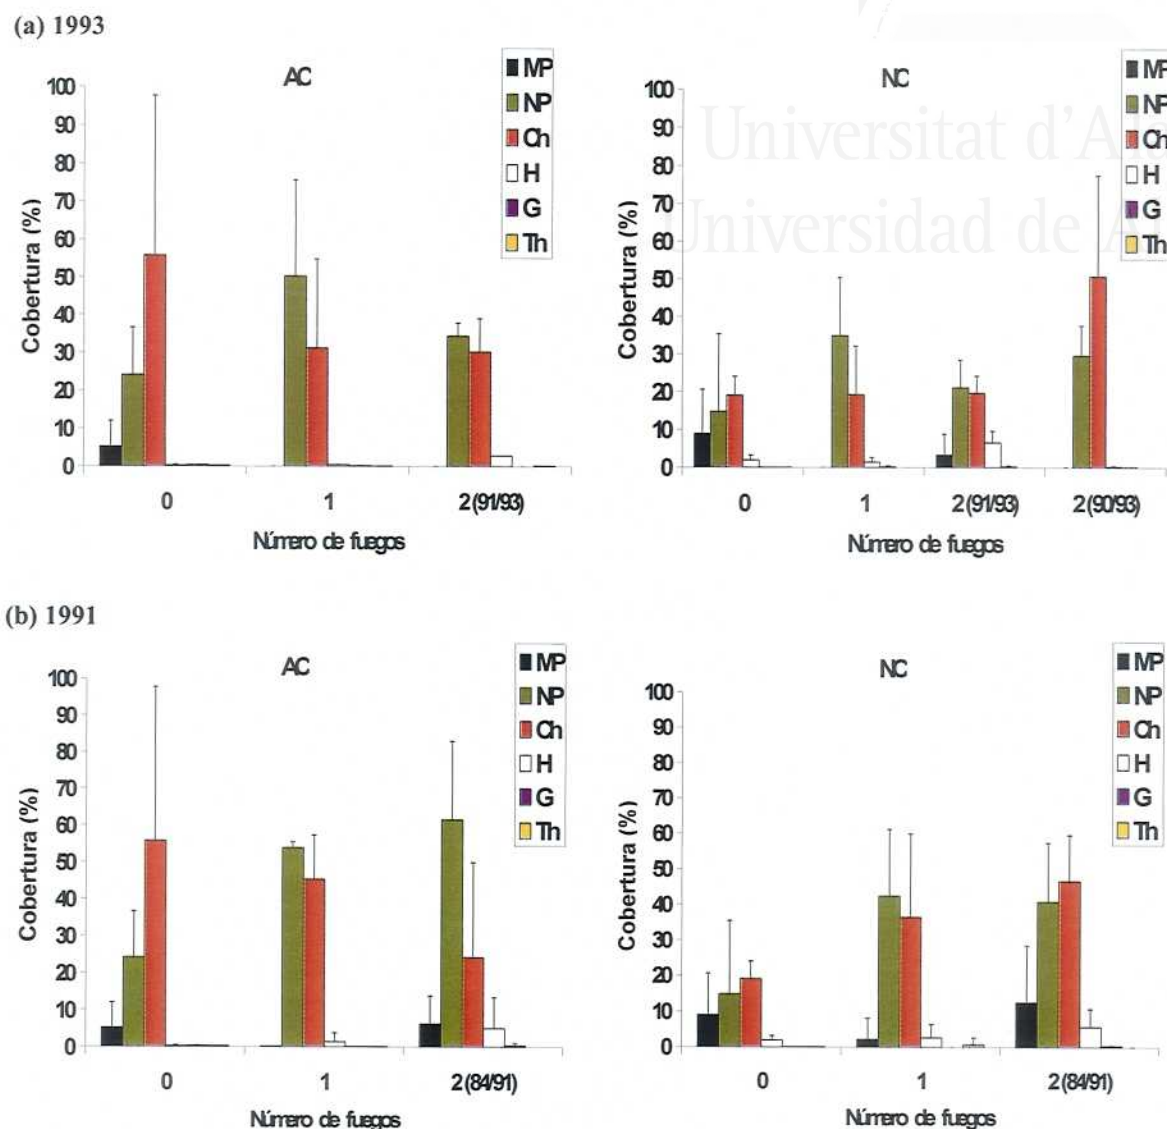 (a) 1993
AC
MP
NP
Ch
H
G
Th
Cobertura (%)
100
90
80
70
60
50
40
30
20
10
0
0 1 2 (91/93)
Número de fuegos
NC
MP
NP
Ch
H
G
Th
Cobertura (%)
100
90
80
70
60
50
40
30
20
10
0
0 1 2 (91/93) 2 (90/93)
Número de fuegos
Universitat d'Ala
Universidad de A
(b) 1991
AC
MP
NP
Ch
H
G
Th
Cobertura (%)
100
90
80
70
60
50
40
30
20
10
0
0 1 2 (84/91)
Número de fuegos
NC
MP
NP
Ch
H
G
Th
Cobertura (%)
100
90
80
70
60
50
40
30
20
10
0
0 1 2 (84/91)
Número de fuegos